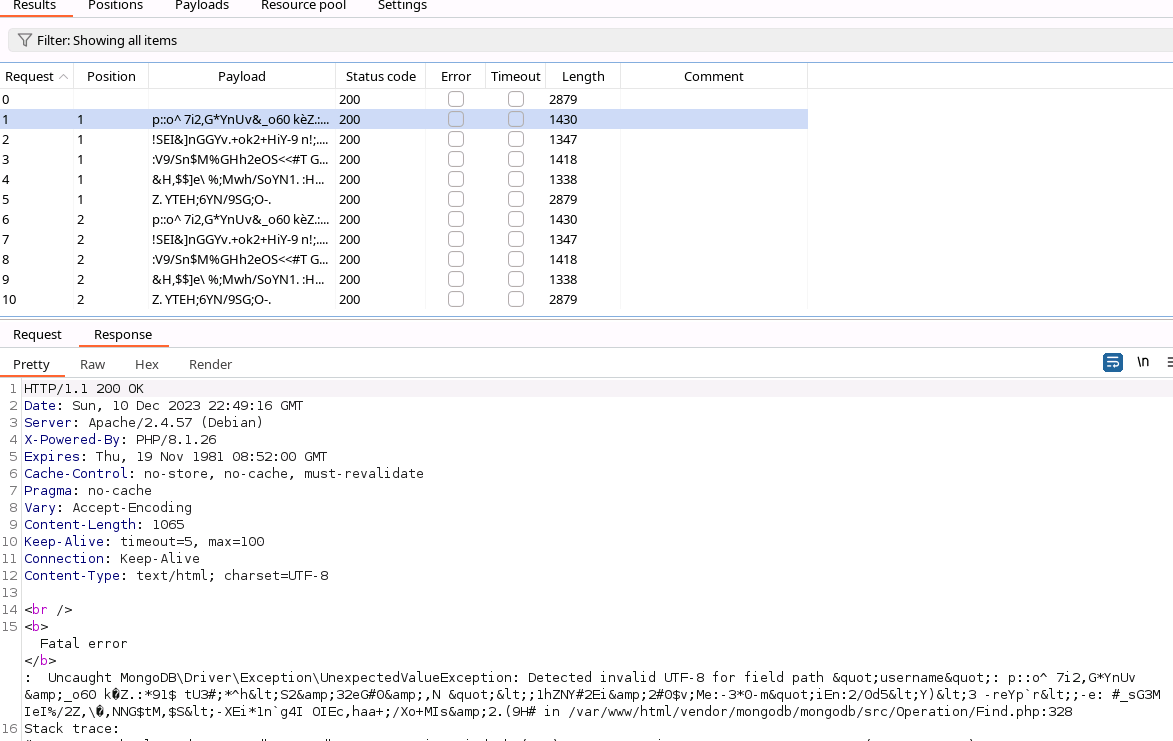 Results Positions Payloads Resource pool Settings
Filter: Showing all items
Request Position Payload Status code Error Timeout Length Comment
0 200 2879
1 1 p::o^ 7i2,G*YnUv&_o60 kèZ.:... 200 1430
2 1 !SEI&]nGGYv.+ok2+HiY-9 n!;.... 200 1347
3 1 :V9/Sn$M%GHh2eOS<<#T G... 200 1418
4 1 &H,$$]e\ %;Mwh/SoYN1. :H... 200 1338
5 1 Z. YTEH;6YN/9SG;O-. 200 2879
6 2 p::o^ 7i2,G*YnUv&_o60 kèZ.:... 200 1430
7 2 !SEI&]nGGYv.+ok2+HiY-9 n!;.... 200 1347
8 2 :V9/Sn$M%GHh2eOS<<#T G... 200 1418
9 2 &H,$$]e\ %;Mwh/SoYN1. :H... 200 1338
10 2 Z. YTEH;6YN/9SG;O-. 200 2879
Request Response
Pretty Raw Hex Render \n
1 HTTP/1.1 200 OK
2 Date: Sun, 10 Dec 2023 22:49:16 GMT
3 Server: Apache/2.4.57 (Debian)
4 X-Powered-By: PHP/8.1.26
5 Expires: Thu, 19 Nov 1981 08:52:00 GMT
6 Cache-Control: no-store, no-cache, must-revalidate
7 Pragma: no-cache
8 Vary: Accept-Encoding
9 Content-Length: 1065
10 Keep-Alive: timeout=5, max=100
11 Connection: Keep-Alive
12 Content-Type: text/html; charset=UTF-8
13
14 <br />
15 <b>
Fatal error
</b>
: Uncaught MongoDB\Driver\Exception\UnexpectedValueException: Detected invalid UTF-8 for field path &quot;username&quot;: p::o^ 7i2,G*YnUv
&amp;_o60 k�Z.:*91$ tU3#;*^h&lt;S2&amp;32eG#0&amp;,N &quot;&lt;;1hZNY#2Ei&amp;2#0$v;Me:-3*0-m&quot;iEn:2/0d5&lt;Y)&lt;3 -reYp`r&lt;;-e: #_sG3M
IeI%/2Z,\�,NNG$tM,$S&lt;-XEi*1n`g4I OIEc,haa+;/Xo+MIs&amp;2.(9H# in /var/www/html/vendor/mongodb/mongodb/src/Operation/Find.php:328
16 Stack trace: